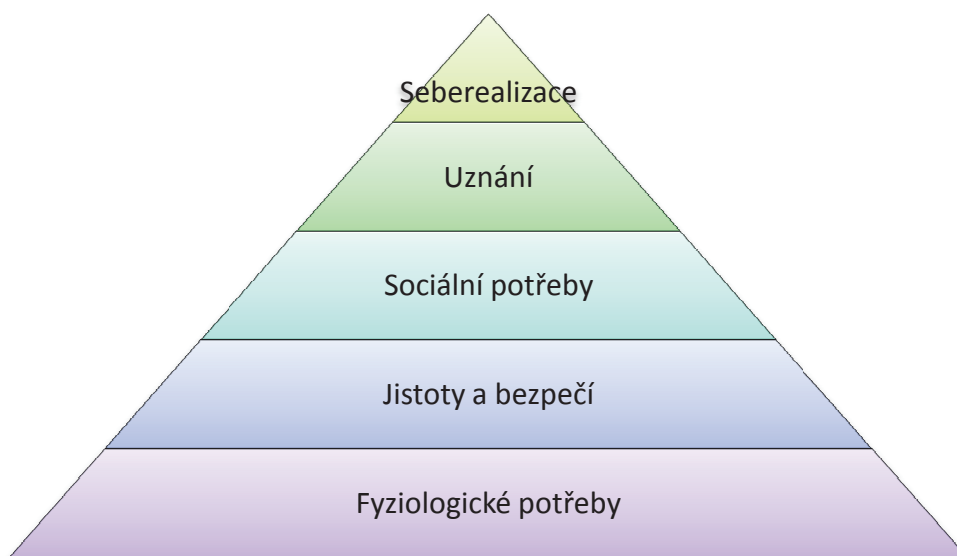 Seberealizace
Uznání
Sociální potřeby
Jistoty a bezpečí
Fyziologické potřeby